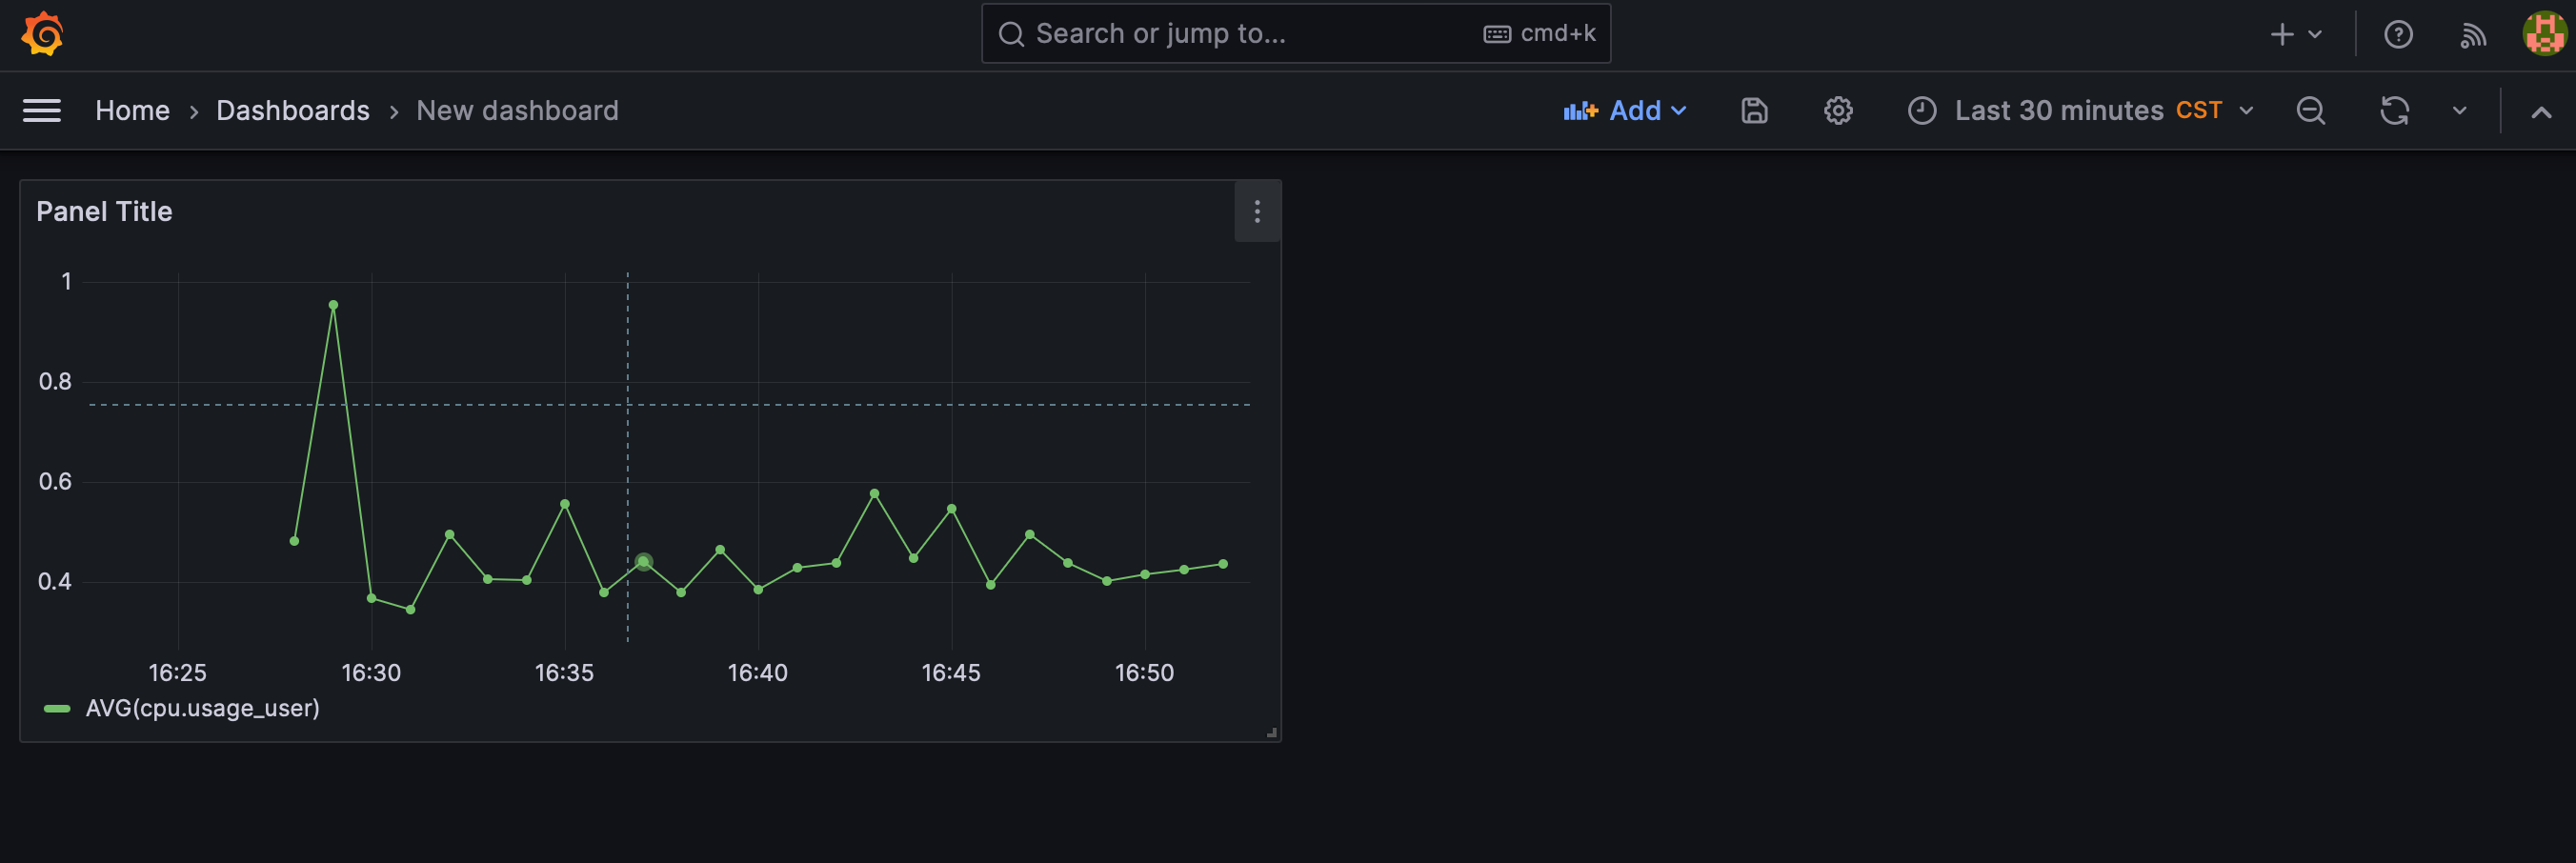 Search or jump to... cmd+k
Home › Dashboards › New dashboard Add Last 30 minutes CST
Panel Title
1
0.8
0.6
0.4
16:25 16:30 16:35 16:40 16:45 16:50
AVG(cpu.usage_user)